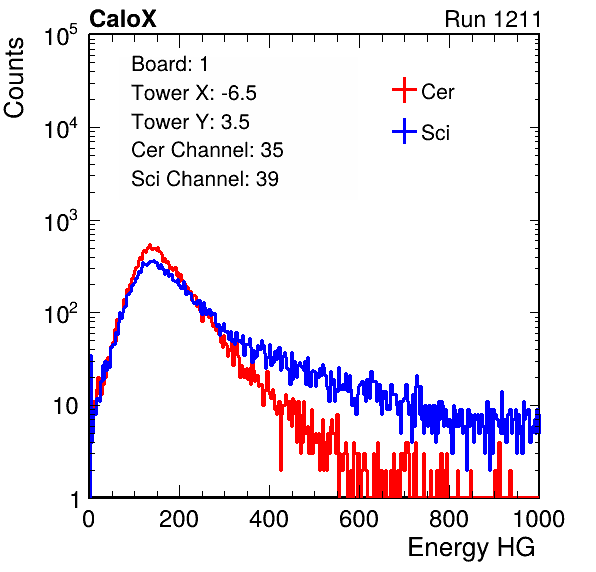 CaloX Run 1211
Counts
Board: 1
Tower X: -6.5
Tower Y: 3.5
Cer Channel: 35
Sci Channel: 39
Cer
Sci
10^5
10^4
10^3
10^2
10
1
0 200 400 600 800 1000
Energy HG